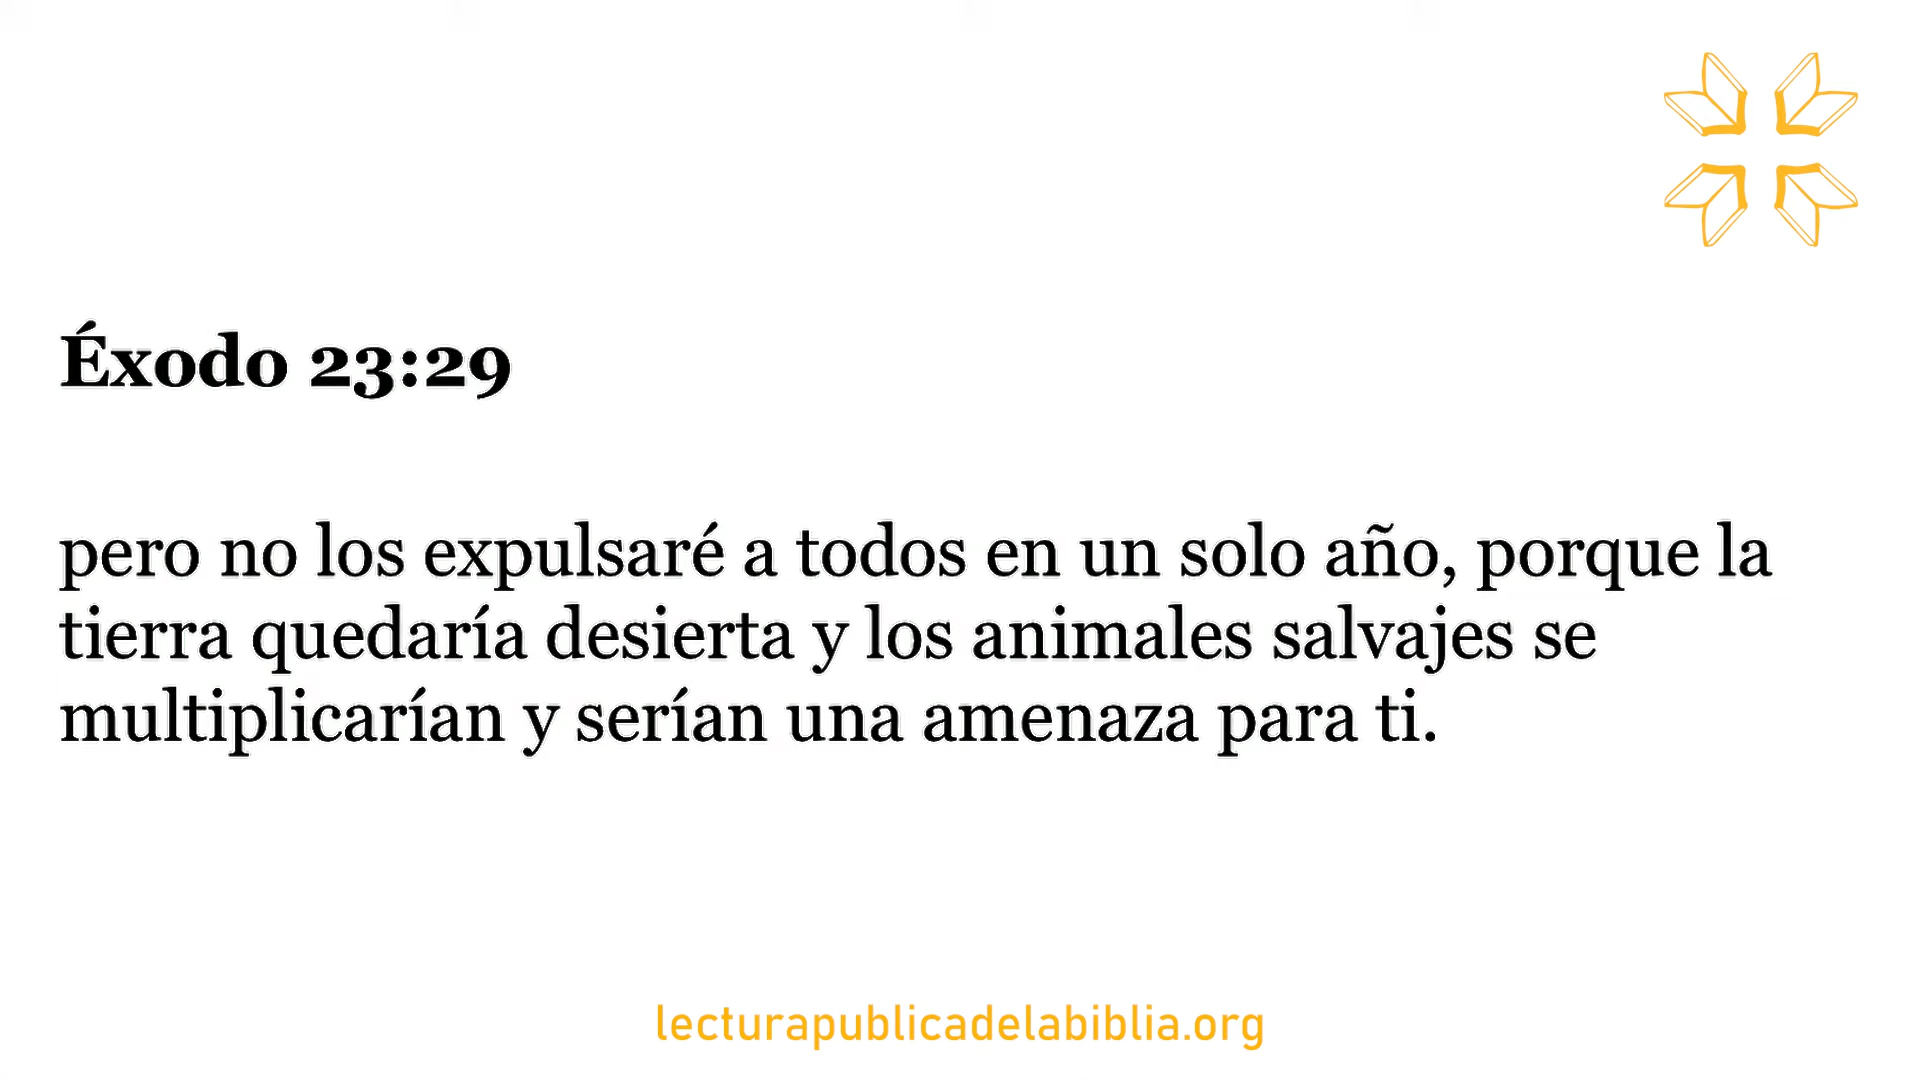 Éxodo 23:29
pero no los expulsaré a todos en un solo año, porque la
tierra quedaría desierta y los animales salvajes se
multiplicarían y serían una amenaza para ti.
lecturapublicadelabiblia.org